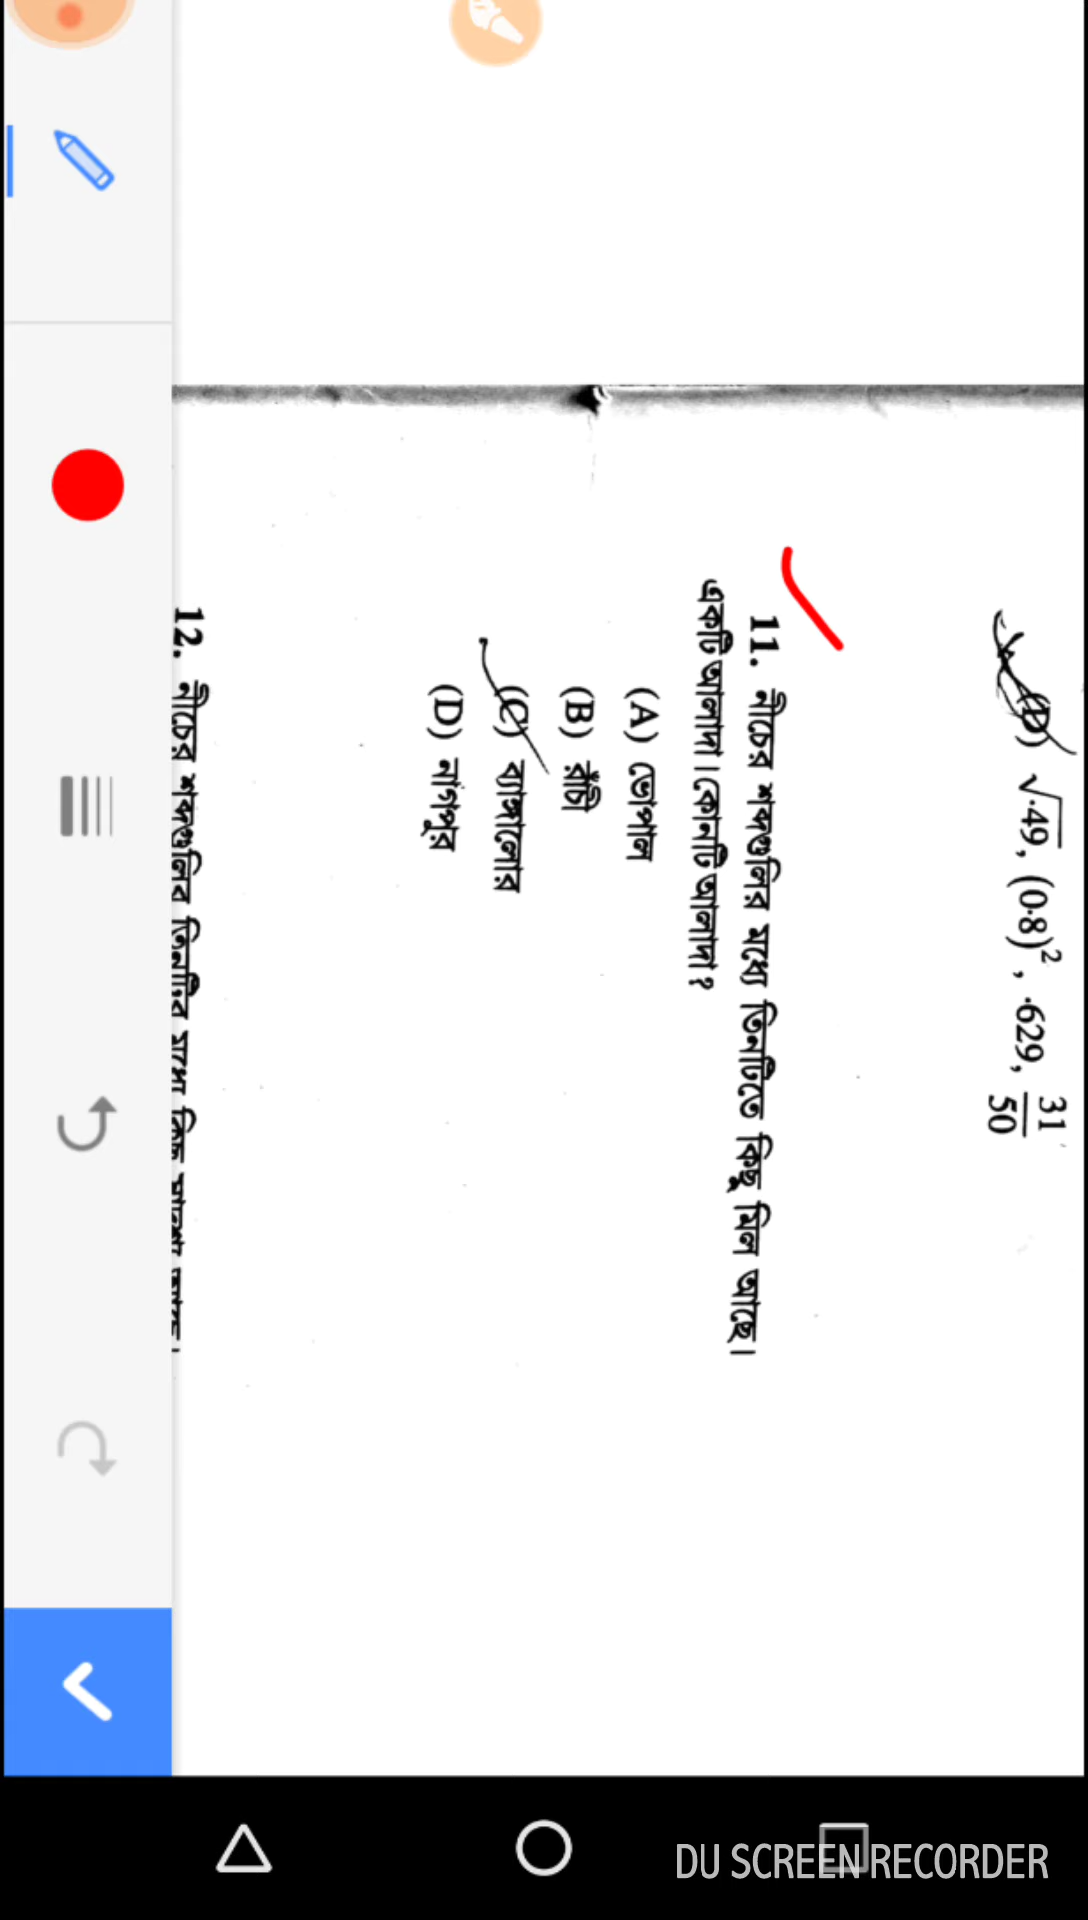 (D) √·49, (0·8)², ·629, 31/50
11. নীচের শব্দগুলির মধ্যে তিনটিতে কিছু মিল আছে।
একটি আলাদা। কোনটি আলাদা?
(A) ভোপাল
(B) রাঁচী
(C) ব্যাঙ্গালোর
(D) নাগপুর
12. নীচের শব্দগুলির তিনটির মধ্যে কিছু
DU SCREEN RECORDER